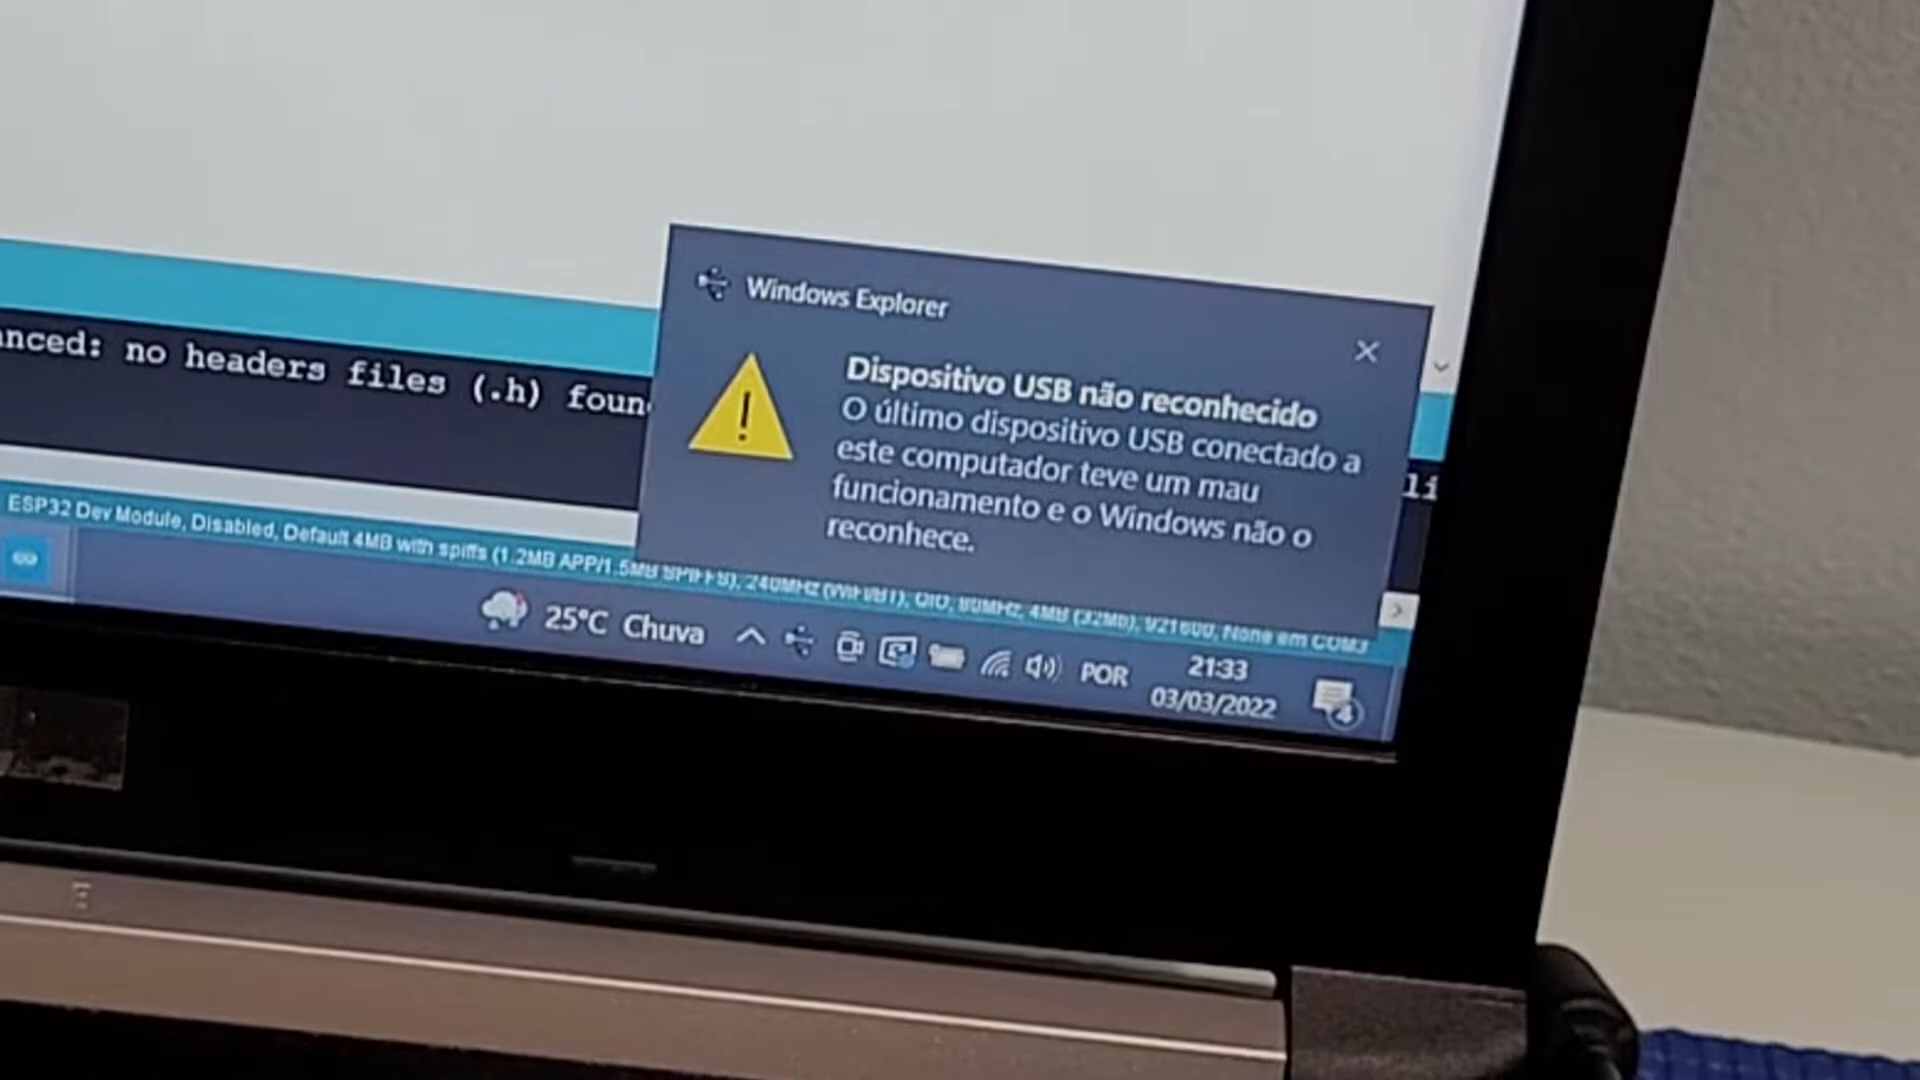 Windows Explorer
Dispositivo USB não reconhecido
O último dispositivo USB conectado a
este computador teve um mau
funcionamento e o Windows não o
reconhece.
nced: no headers files (.h) foun
li
ESP32 Dev Module, Disabled, Default 4MB with spiffs (1.2MB APP/1.5MB SPIFFS), 240MHz (WiFi/BT), QIO, 80MHz, 4MB (32Mb), 921600, None em COM3
25°C Chuva
POR
21:33
03/03/2022
4